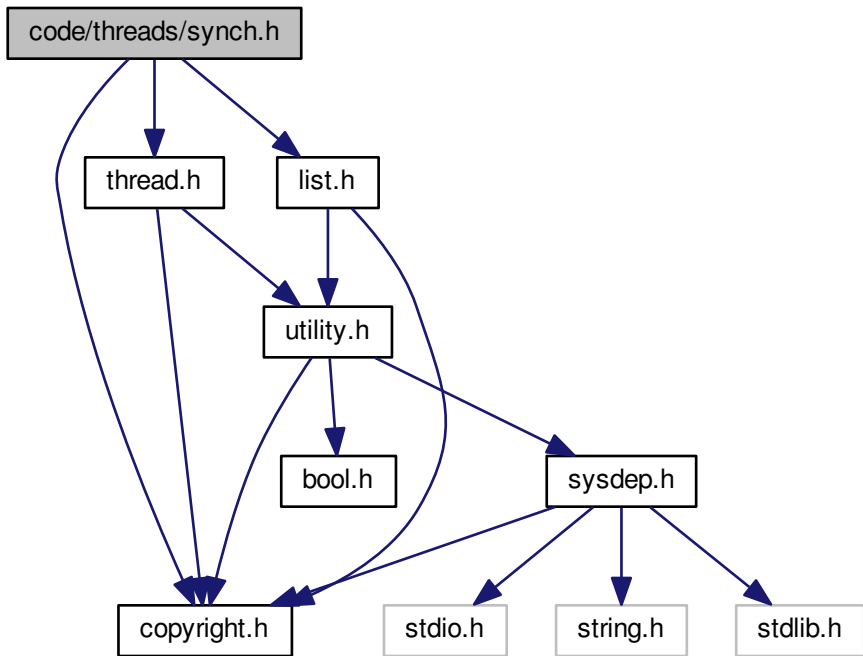 code/threads/synch.h
thread.h
list.h
utility.h
bool.h
sysdep.h
copyright.h
stdio.h
string.h
stdlib.h